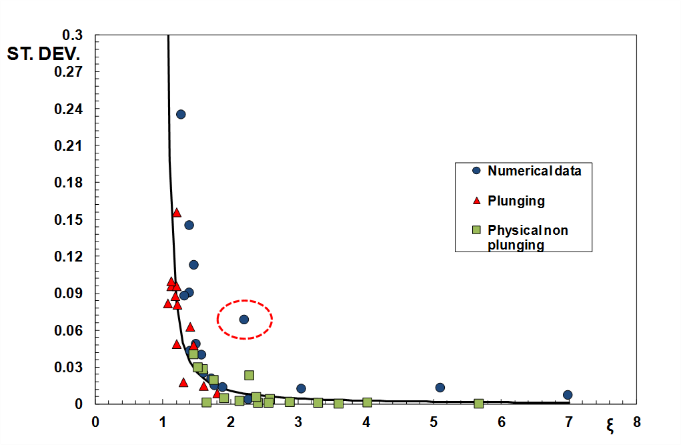 0.3
ST. DEV.
0.27
0.24
0.21
0.18
0.15
0.12
0.09
0.06
0.03
0
0 1 2 3 4 5 6 7 8
ξ
Numerical data
Plunging
Physical non
plunging